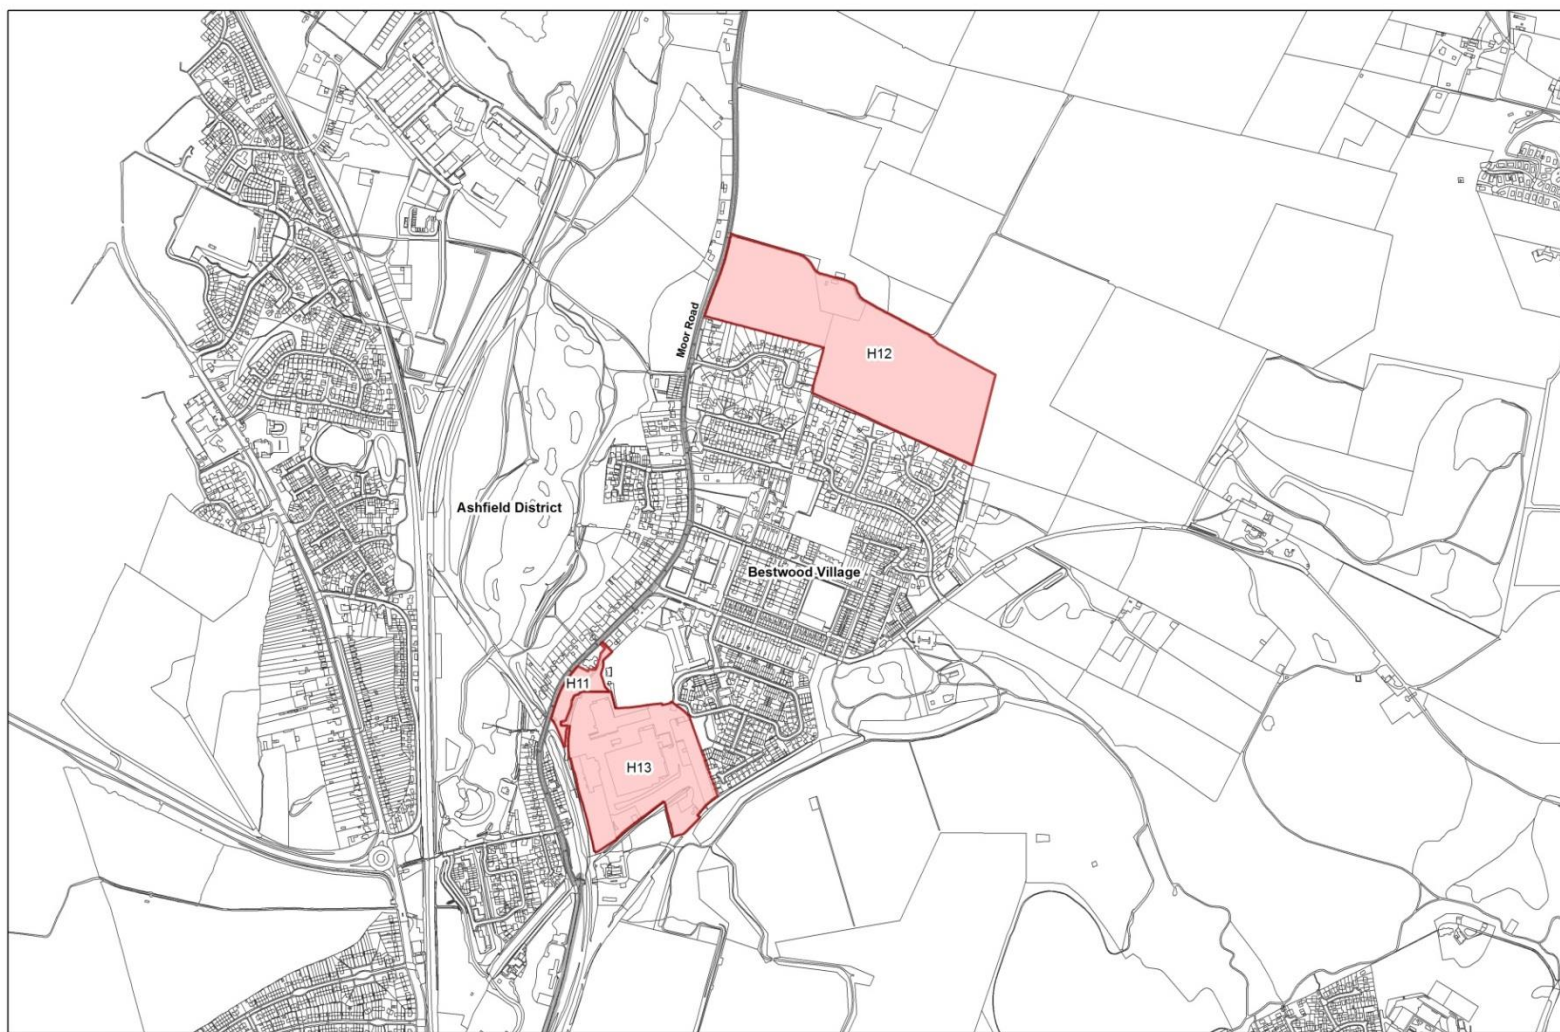 Moor Road
H12
Ashfield District
Bestwood Village
H11
H13